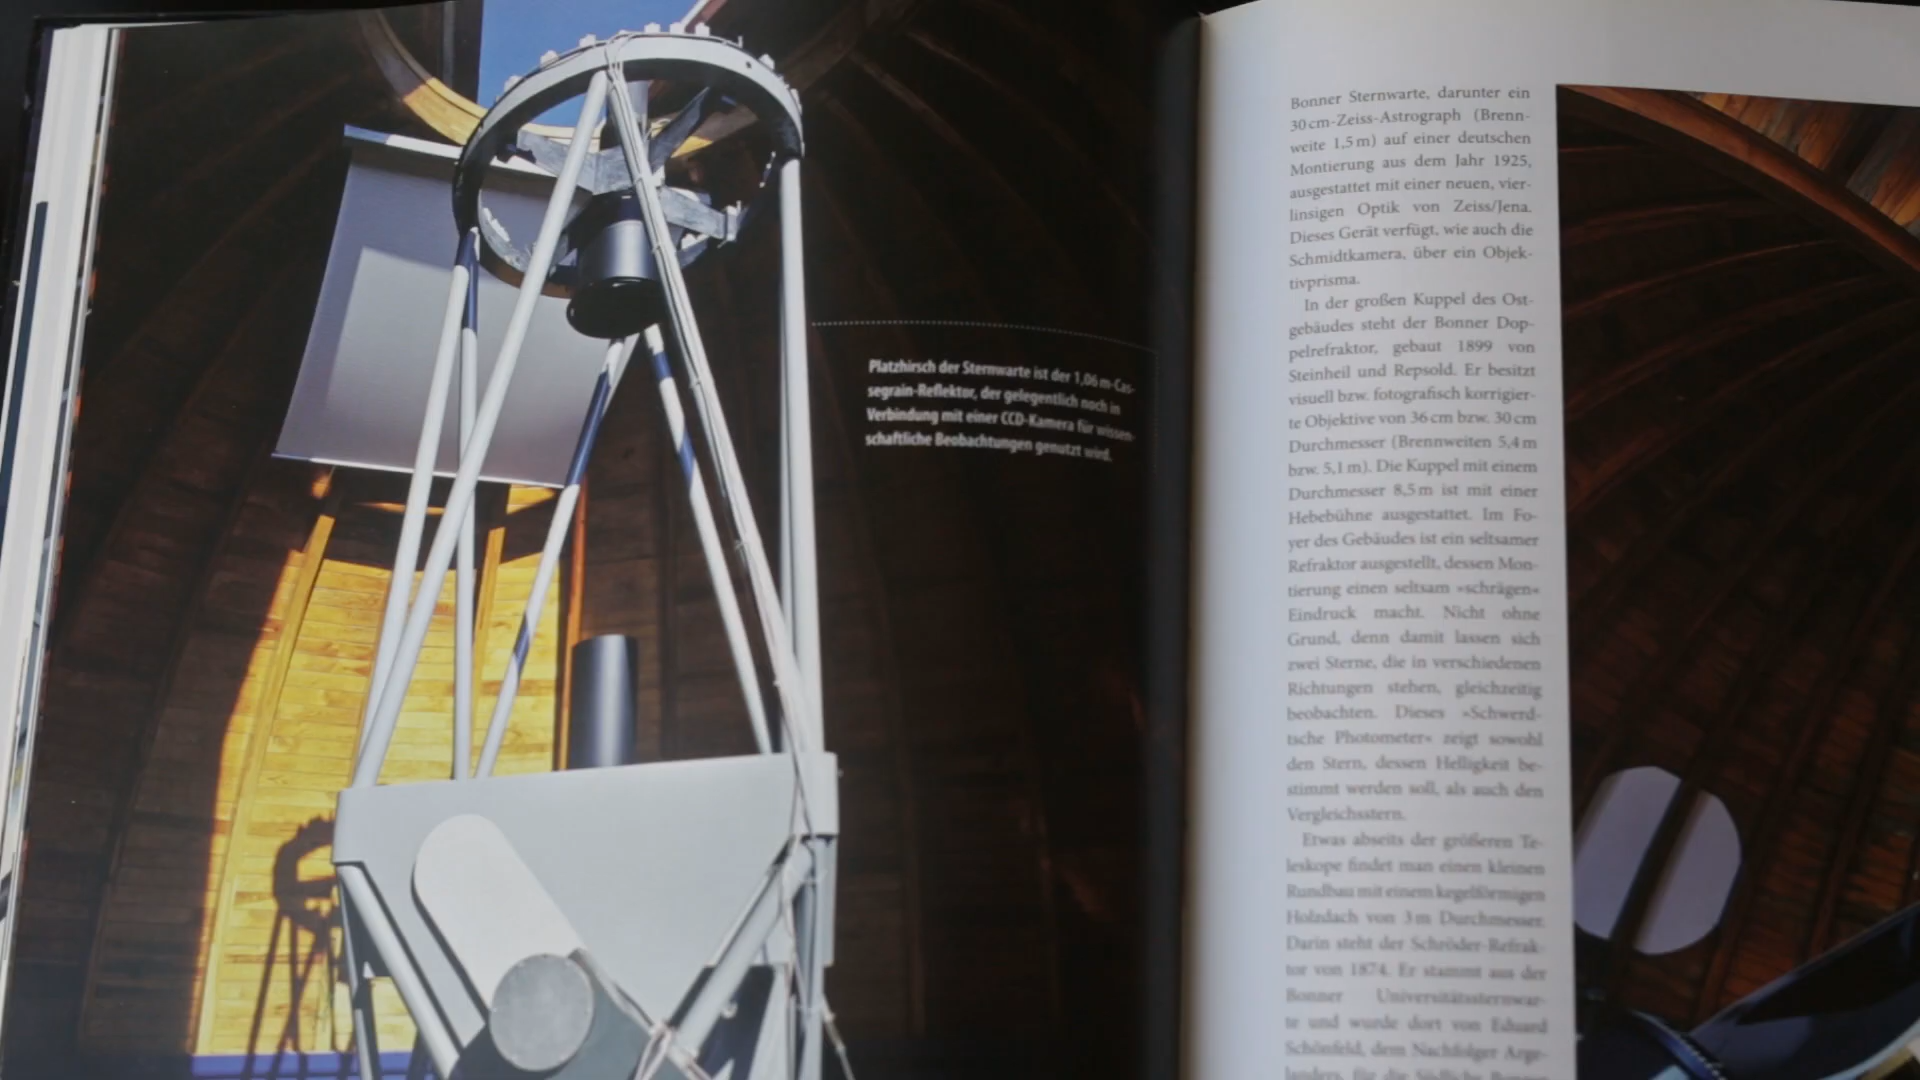 Platzhirsch der Sternwarte ist der 1,06 m-Cas-
segrain-Reflektor, der gelegentlich noch in
Verbindung mit einer CCD-Kamera für wissen-
schaftliche Beobachtungen genutzt wird.
Bonner Sternwarte, darunter ein
30 cm-Zeiss-Astrograph (Brenn-
weite 1,5 m) auf einer deutschen
Montierung aus dem Jahr 1925,
ausgestattet mit einer neuen, vier-
linsigen Optik von Zeiss/Jena.
Dieses Gerät verfügt, wie auch die
Schmidtkamera, über ein Objek-
tivprisma.
In der großen Kuppel des Ost-
gebäudes steht der Bonner Dop-
pelrefraktor, gebaut 1899 von
Steinheil und Repsold. Er besitzt
visuell bzw. fotografisch korrigier-
te Objektive von 36 cm bzw. 30 cm
Durchmesser (Brennweiten 5,4 m
bzw. 5,1 m). Die Kuppel mit einem
Durchmesser 8,5 m ist mit einer
Hebebühne ausgestattet. Im Fo-
yer des Gebäudes ist ein seltsamer
Refraktor ausgestellt, dessen Mon-
tierung einen seltsam »schrägen«
Eindruck macht. Nicht ohne
Grund, denn damit lassen sich
zwei Sterne, die in verschiedenen
Richtungen stehen, gleichzeitig
beobachten. Dieses »Schwerd-
tsche Photometer« zeigt sowohl
den Stern, dessen Helligkeit be-
stimmt werden soll, als auch den
Vergleichsstern.
Etwas abseits der größeren Te-
leskope findet man einen kleinen
Rundbau mit einem kegelförmigen
Holzdach von 3 m Durchmesser.
Darin steht der Schröder-Refrak-
tor von 1874. Er stammt aus der
Bonner Universitätssternwar-
te und wurde dort von Eduard
Schönfeld, dem Nachfolger Arge-
landers, für die Südliche Bonner